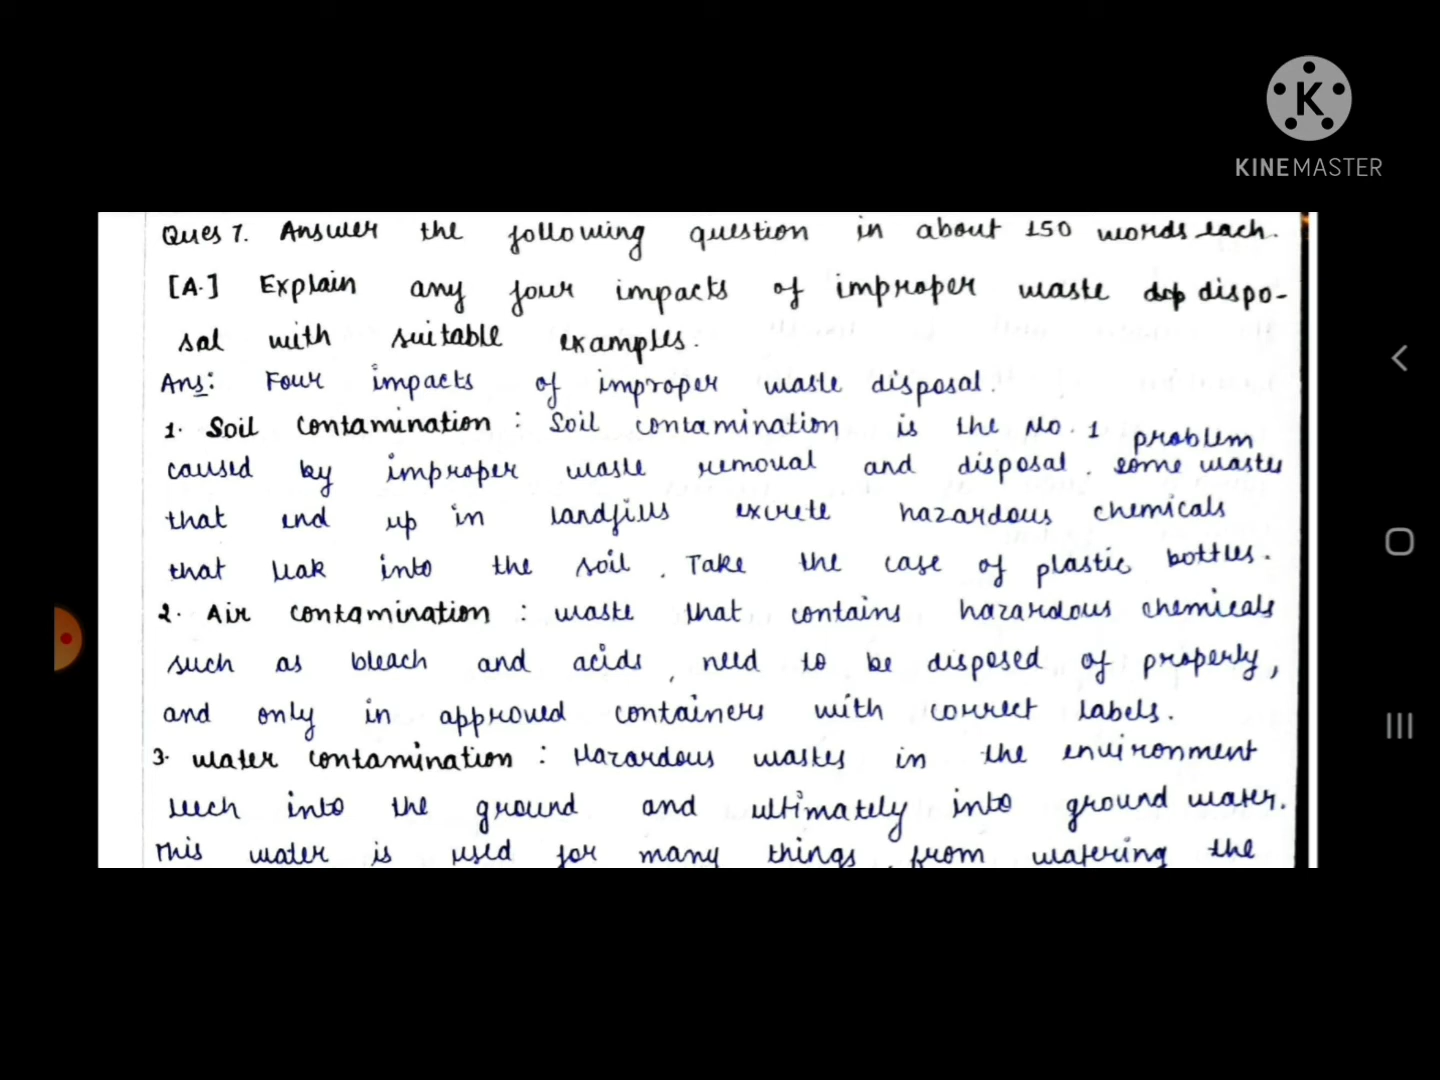 K
KINEMASTER
Ques 7. Answer the following question in about 150 words each.
[A.] Explain any four impacts of improper waste dispo-
sal with suitable examples.
Ans: Four impacts of improper waste disposal.
1. Soil contamination : Soil contamination is the No. 1 problem
caused by improper waste removal and disposal. some wastes
that end up in landfills excrete hazardous chemicals
that leak into the soil. Take the case of plastic bottles.
2. Air contamination : waste that contains hazardous chemicals
such as bleach and acids, need to be disposed of properly,
and only in approved containers with correct labels.
3. water contamination : Hazardous wastes in the environment
leech into the ground and ultimately into ground water.
This water is used for many things, from watering the